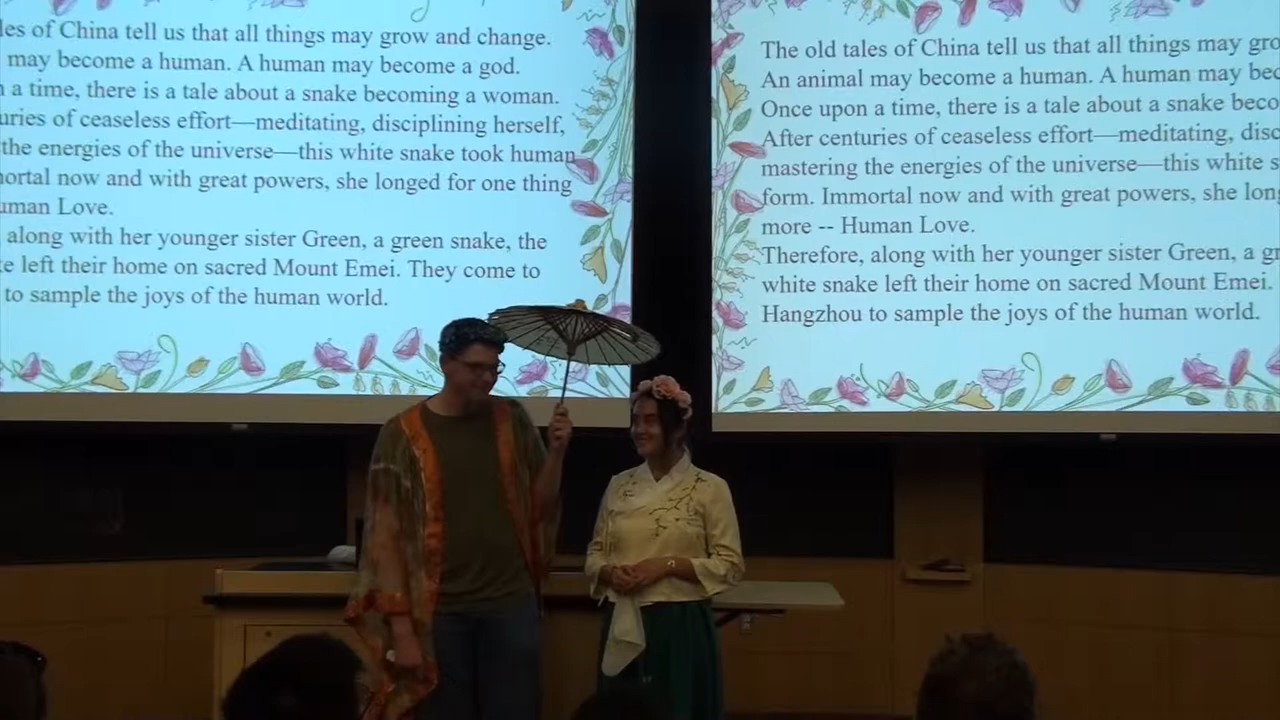 les of China tell us that all things may grow and change.
may become a human. A human may become a god.
a time, there is a tale about a snake becoming a woman.
uries of ceaseless effort—meditating, disciplining herself,
the energies of the universe—this white snake took human
ortal now and with great powers, she longed for one thing
uman Love.
along with her younger sister Green, a green snake, the
e left their home on sacred Mount Emei. They come to
to sample the joys of the human world.
The old tales of China tell us that all things may gro
An animal may become a human. A human may bec
Once upon a time, there is a tale about a snake beco
After centuries of ceaseless effort—meditating, disc
mastering the energies of the universe—this white s
form. Immortal now and with great powers, she long
more -- Human Love.
Therefore, along with her younger sister Green, a gr
white snake left their home on sacred Mount Emei.
Hangzhou to sample the joys of the human world.